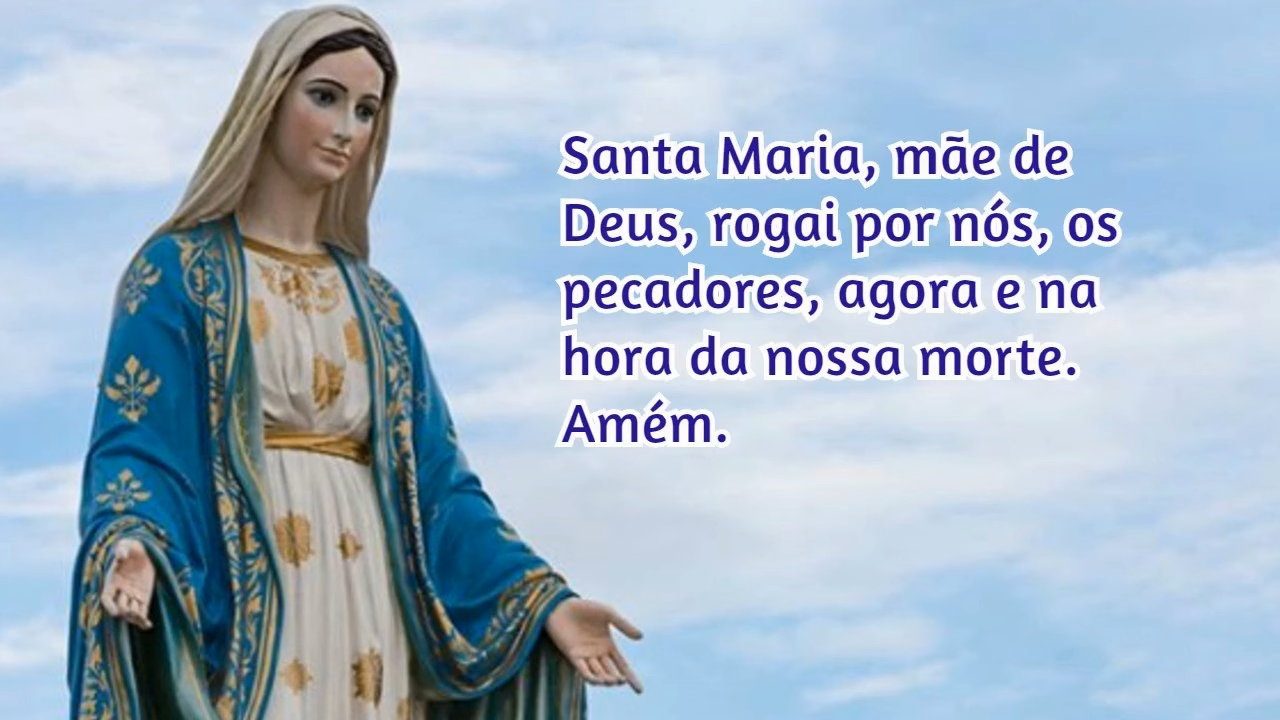 Santa Maria, mãe de
Deus, rogai por nós, os
pecadores, agora e na
hora da nossa morte.
Amém.